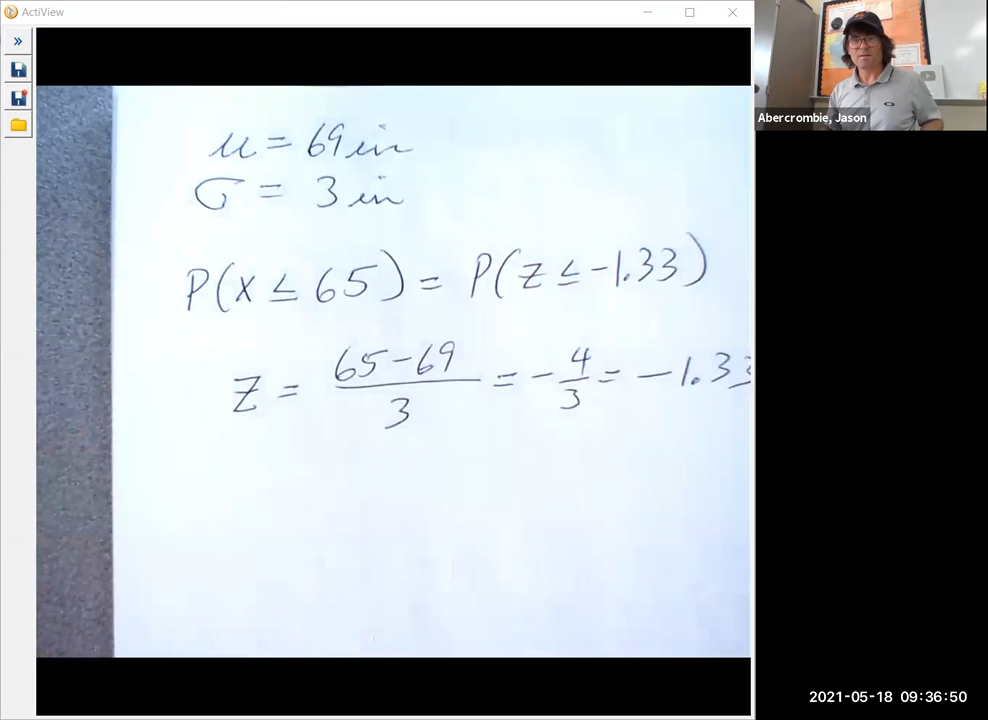 ActiView
Abercrombie, Jason
μ = 69 in
σ = 3 in
P(x ≤ 65) = P(z ≤ -1.33)
z = 65-69/3 = -4/3 = -1.33
2021-05-18 09:36:50